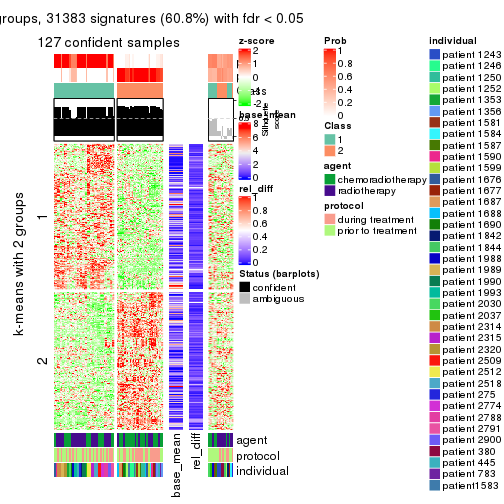 groups, 31383 signatures (60.8%) with fdr < 0.05
127 confident samples
k-means with 2 groups
1
2
z-score
2
1
0
-1
-2
base_mean
8
6
4
2
0
rel_diff
1
0.8
0.6
0.4
0.2
0
Status (barplots)
confident
ambiguous
Silhouette
score
Prob
1
0.8
0.6
0.4
0.2
0
Class
1
2
agent
chemoradiotherapy
radiotherapy
protocol
during treatment
prior to treatment
individual
patient 1243
patient 1246
patient 1250
patient 1252
patient 1353
patient 1356
patient 1581
patient 1584
patient 1587
patient 1590
patient 1599
patient 1676
patient 1677
patient 1687
patient 1688
patient 1690
patient 1842
patient 1844
patient 1988
patient 1989
patient 1990
patient 1993
patient 2030
patient 2037
patient 2314
patient 2315
patient 2320
patient 2509
patient 2512
patient 2518
patient 275
patient 2774
patient 2788
patient 2791
patient 2900
patient 380
patient 445
patient 783
patient1583
agent
protocol
individual
base_mean
rel_diff